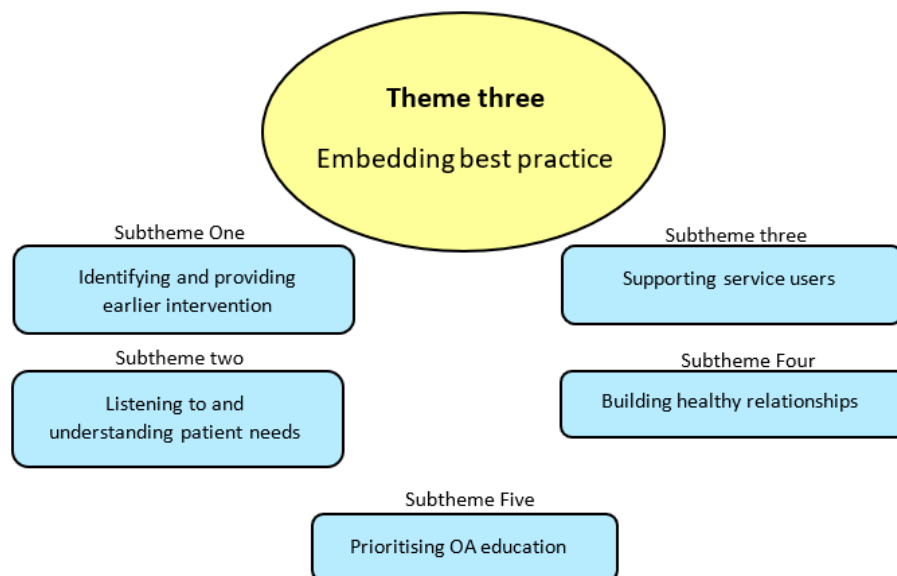 Theme three
Embedding best practice
Subtheme One
Identifying and providing
earlier intervention
Subtheme two
Listening to and
understanding patient needs
Subtheme three
Supporting service users
Subtheme Four
Building healthy relationships
Subtheme Five
Prioritising OA education